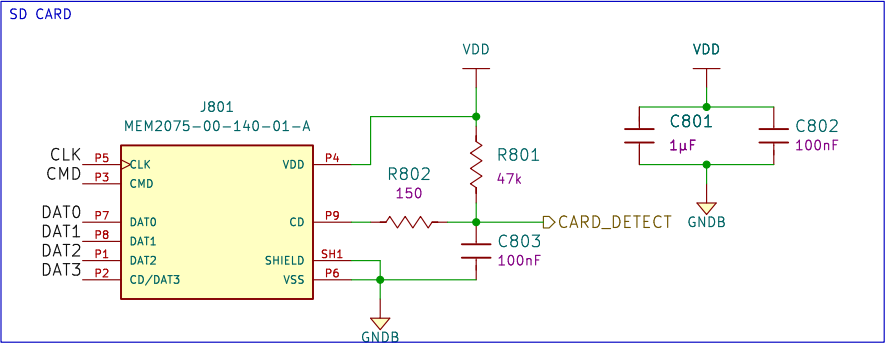 SD CARD
VDD
VDD
J801
MEM2075-00-140-01-A
C801
1µF
C802
100nF
CLK
P5
CLK
VDD
P4
R801
47k
CMD
P3
CMD
R802
150
DAT0
P7
DAT0
CD
P9
CARD_DETECT
GNDB
DAT1
P8
DAT1
C803
100nF
DAT2
P1
DAT2
SHIELD
SH1
DAT3
P2
CD/DAT3
VSS
P6
GNDB